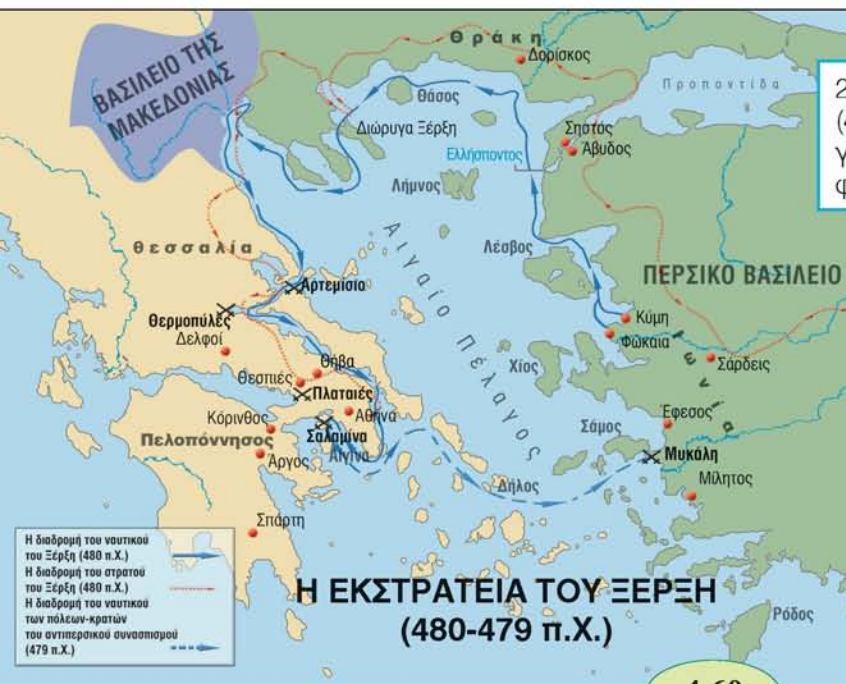 ΒΑΣΙΛΕΙΟ ΤΗΣ
ΜΑΚΕΔΟΝΙΑΣ
Θράκη
Δορίσκος
Προποντίδα
Θάσος
Διώρυγα Ξέρξη
Σηστός
Άβυδος
Ελλήσποντος
Λήμνος
Αιγαίο Πέλαγος
Θεσσαλία
Λέσβος
ΠΕΡΣΙΚΟ ΒΑΣΙΛΕΙΟ
Αρτεμίσιο
Θερμοπύλες
Δελφοί
Κύμη
Φώκαια
Ιωνία
Σάρδεις
Χίος
Θήβα
Θεσπιές
Πλαταιές
Αθήνα
Κόρινθος
Σαλαμίνα
Αίγινα
Πελοπόννησος
Άργος
Έφεσος
Σάμος
Μυκάλη
Μίλητος
Δήλος
Σπάρτη
Ρόδος
Η διαδρομή του ναυτικού
του Ξέρξη (480 π.Χ.)
Η διαδρομή του στρατού
του Ξέρξη (480 π.Χ.)
Η διαδρομή του ναυτικού
των πόλεων-κρατών
του αντιπερσικού συνασπισμού
(479 π.Χ.)
Η ΕΚΣΤΡΑΤΕΙΑ ΤΟΥ ΞΕΡΞΗ
(480-479 π.Χ.)